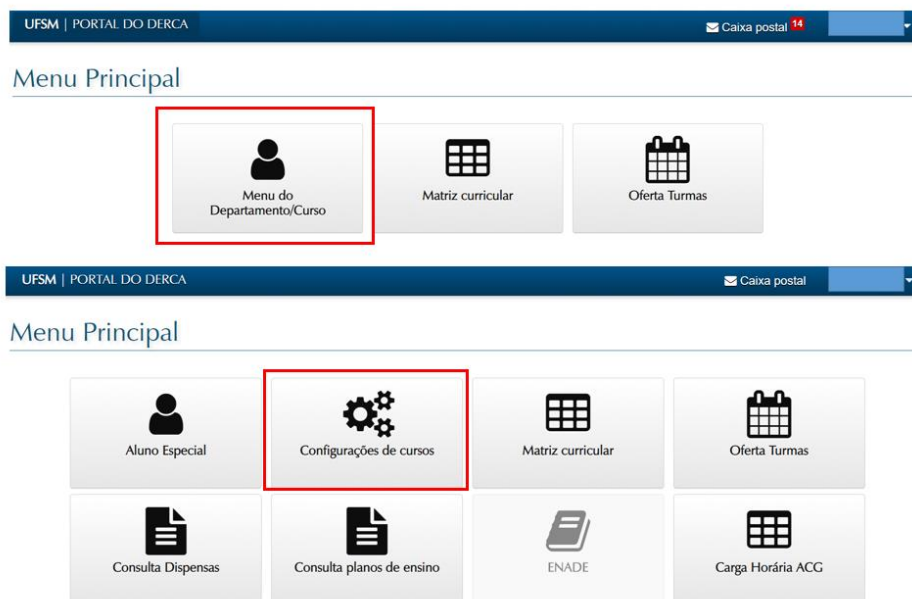 UFSM | PORTAL DO DERCA
Caixa postal 14
Menu Principal
Menu do
Departamento/Curso
Matriz curricular
Oferta Turmas
UFSM | PORTAL DO DERCA
Caixa postal
Menu Principal
Aluno Especial
Configurações de cursos
Matriz curricular
Oferta Turmas
Consulta Dispensas
Consulta planos de ensino
ENADE
Carga Horária ACG